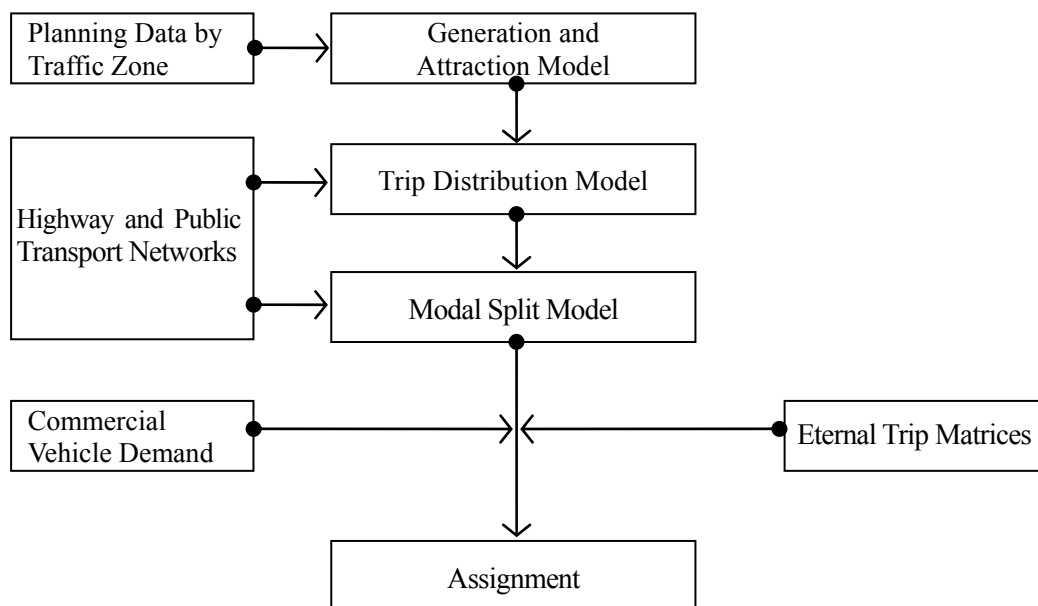 Planning Data by
Traffic Zone
Generation and
Attraction Model
Highway and Public
Transport Networks
Trip Distribution Model
Modal Split Model
Commercial
Vehicle Demand
Eternal Trip Matrices
Assignment